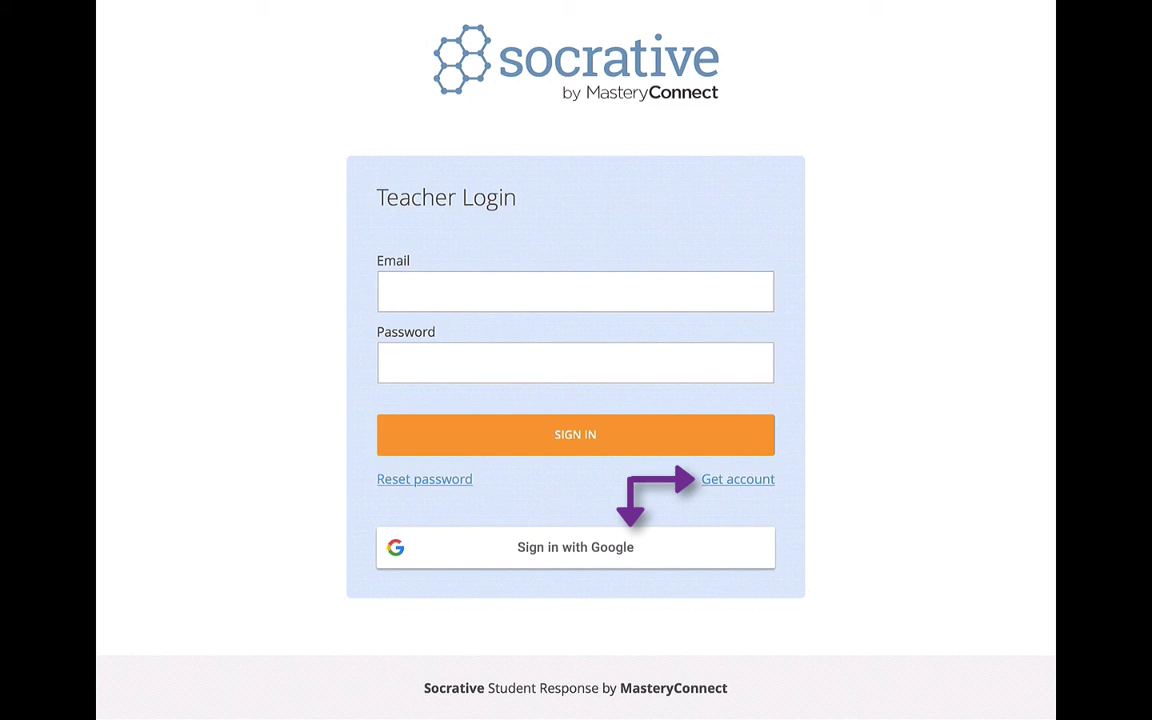 socrative
by MasteryConnect
Teacher Login
Email
Password
SIGN IN
Reset password
Get account
Sign in with Google
Socrative Student Response by MasteryConnect